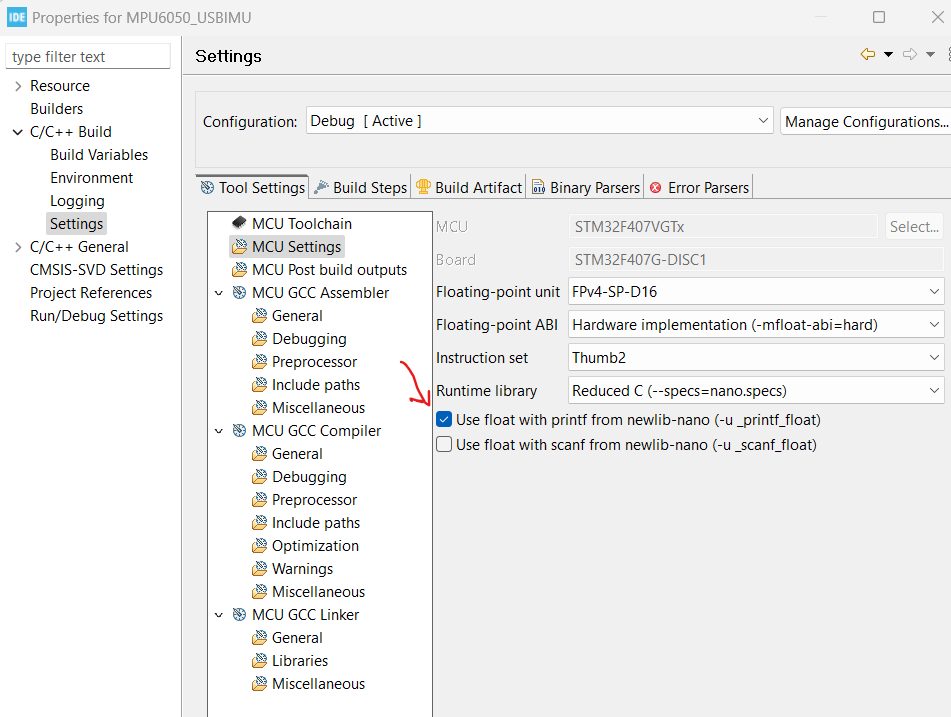 IDE Properties for MPU6050_USBIMU
type filter text
Resource
Builders
C/C++ Build
Build Variables
Environment
Logging
Settings
C/C++ General
CMSIS-SVD Settings
Project References
Run/Debug Settings
Settings
Configuration: Debug [ Active ] Manage Configurations...
Tool Settings Build Steps Build Artifact Binary Parsers Error Parsers
MCU Toolchain
MCU Settings
MCU Post build outputs
MCU GCC Assembler
General
Debugging
Preprocessor
Include paths
Miscellaneous
MCU GCC Compiler
General
Debugging
Preprocessor
Include paths
Optimization
Warnings
Miscellaneous
MCU GCC Linker
General
Libraries
Miscellaneous
MCU STM32F407VGTx Select...
Board STM32F407G-DISC1
Floating-point unit FPv4-SP-D16
Floating-point ABI Hardware implementation (-mfloat-abi=hard)
Instruction set Thumb2
Runtime library Reduced C (--specs=nano.specs)
Use float with printf from newlib-nano (-u _printf_float)
Use float with scanf from newlib-nano (-u _scanf_float)